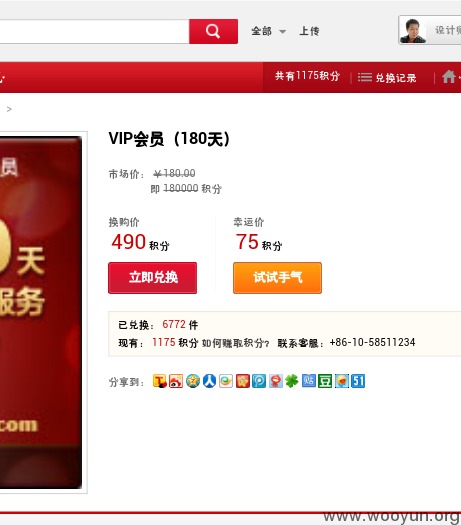 全部 上传
设计师
共有1175积分 兑换记录
>
VIP会员（180天）
员
市场价： ￥180.00
即 180000 积分
天
换购价 幸运价
490 积分 75 积分
服务
立即兑换 试试手气
已兑换： 6772 件
现有： 1175 积分 如何赚取积分？ 联系客服：+86-10-58511234
分享到： 51
.com
www.wooyun.org